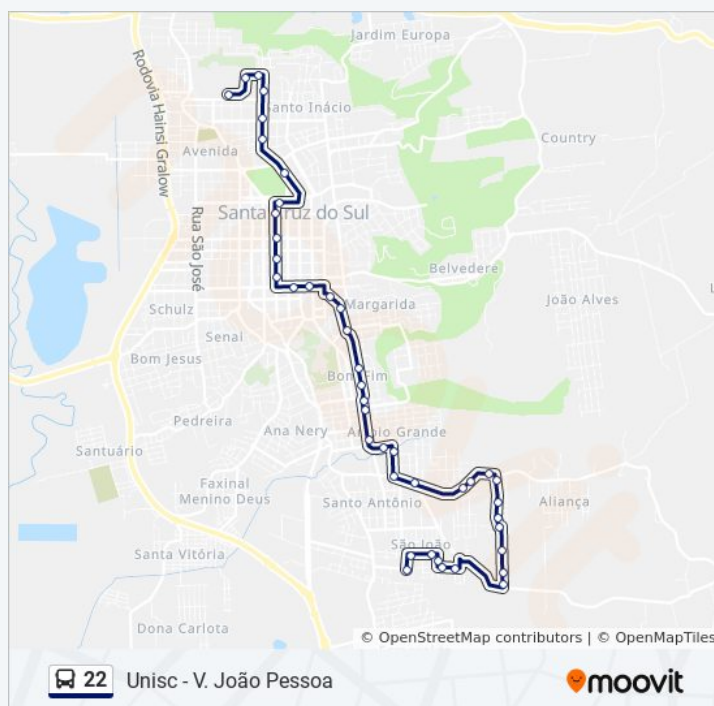 Jardim Europa
Rodovia Hainsi Gralow
Santo Inácio
Country
Avenida
Santa Cruz do Sul
Rua São José
Belvedere
João Alves
Margarida
Schulz
Senai
Bom Jesus
Bom Fim
Pedreira
Ana Nery
Arroio Grande
Santuário
Faxinal
Menino Deus
Santo Antônio
Aliança
São João
Santa Vitória
Dona Carlota
© OpenStreetMap contributors | © OpenMapTiles
22 Unisc - V. João Pessoa
moovit